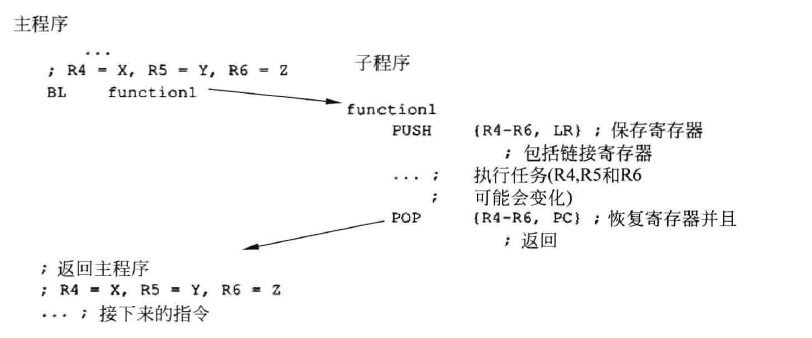 主程序
...
; R4 = X, R5 = Y, R6 = Z
BL function1
子程序
function1
PUSH {R4-R6, LR} ; 保存寄存器
; 包括链接寄存器
... ; 执行任务(R4,R5和R6
; 可能会变化)
POP {R4-R6, PC} ; 恢复寄存器并且
; 返回
; 返回主程序
; R4 = X, R5 = Y, R6 = Z
... ; 接下来的指令